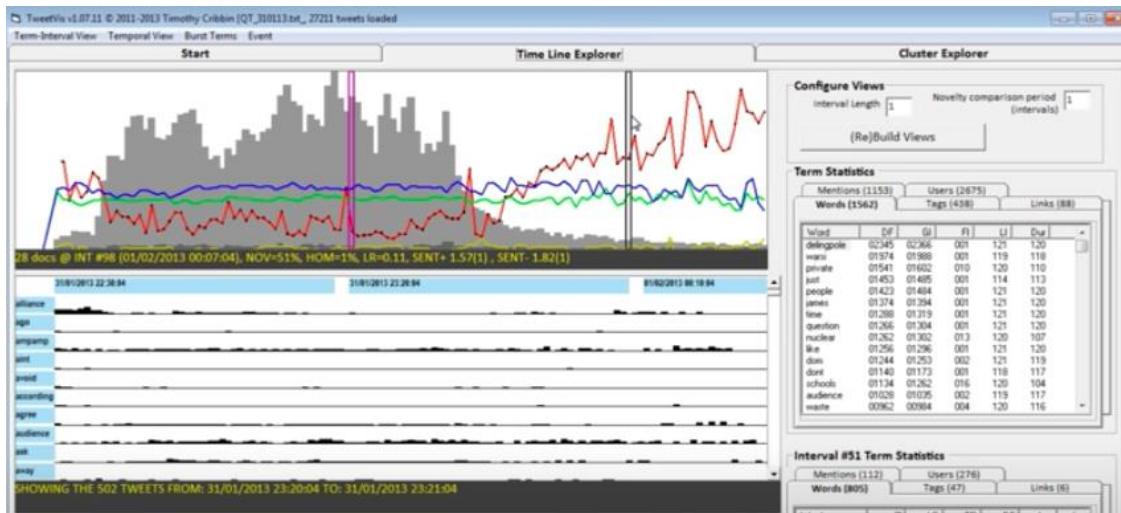 TweetVis v1.07.11 © 2011-2013 Timothy Cribbin [QT_310113.txt_, 27211 tweets loaded
Term-Interval View Temporal View Burst Terms Event
Start Time Line Explorer Cluster Explorer
Configure Views
Interval Length 1 Novelty comparison period (intervals) 1
(Re)Build Views
28 docs @ INT #98 (01/02/2013 00:07:04), NOV=51%, HOM=1%, LR=0.11, SENT+ 1.57(1) , SENT- 1.82(1)
31/01/2013 22:30:04 31/01/2013 23:20:04 01/02/2013 00:10:04
alliance
ago
ampamp
aint
avoid
according
agree
audience
ask
away
SHOWING THE 502 TWEETS FROM: 31/01/2013 23:20:04 TO: 31/01/2013 23:21:04
Term Statistics
Mentions (1153) Users (2675)
Words (1562) Tags (438) Links (88)
Word DF GI FI LI Dur
delingpole 02345 02366 001 121 120
warsi 01974 01988 001 119 118
private 01541 01602 010 120 110
just 01453 01485 001 114 113
people 01423 01484 001 121 120
james 01374 01394 001 121 120
time 01288 01319 001 121 120
question 01266 01304 001 121 120
nuclear 01262 01302 013 120 107
like 01256 01296 001 121 120
dom 01244 01253 002 121 119
dont 01140 01173 001 118 117
schools 01134 01262 016 120 104
audience 01028 01035 002 119 117
waste 00962 00984 004 120 116
Interval #51 Term Statistics
Mentions (112) Users (276)
Words (805) Tags (47) Links (6)